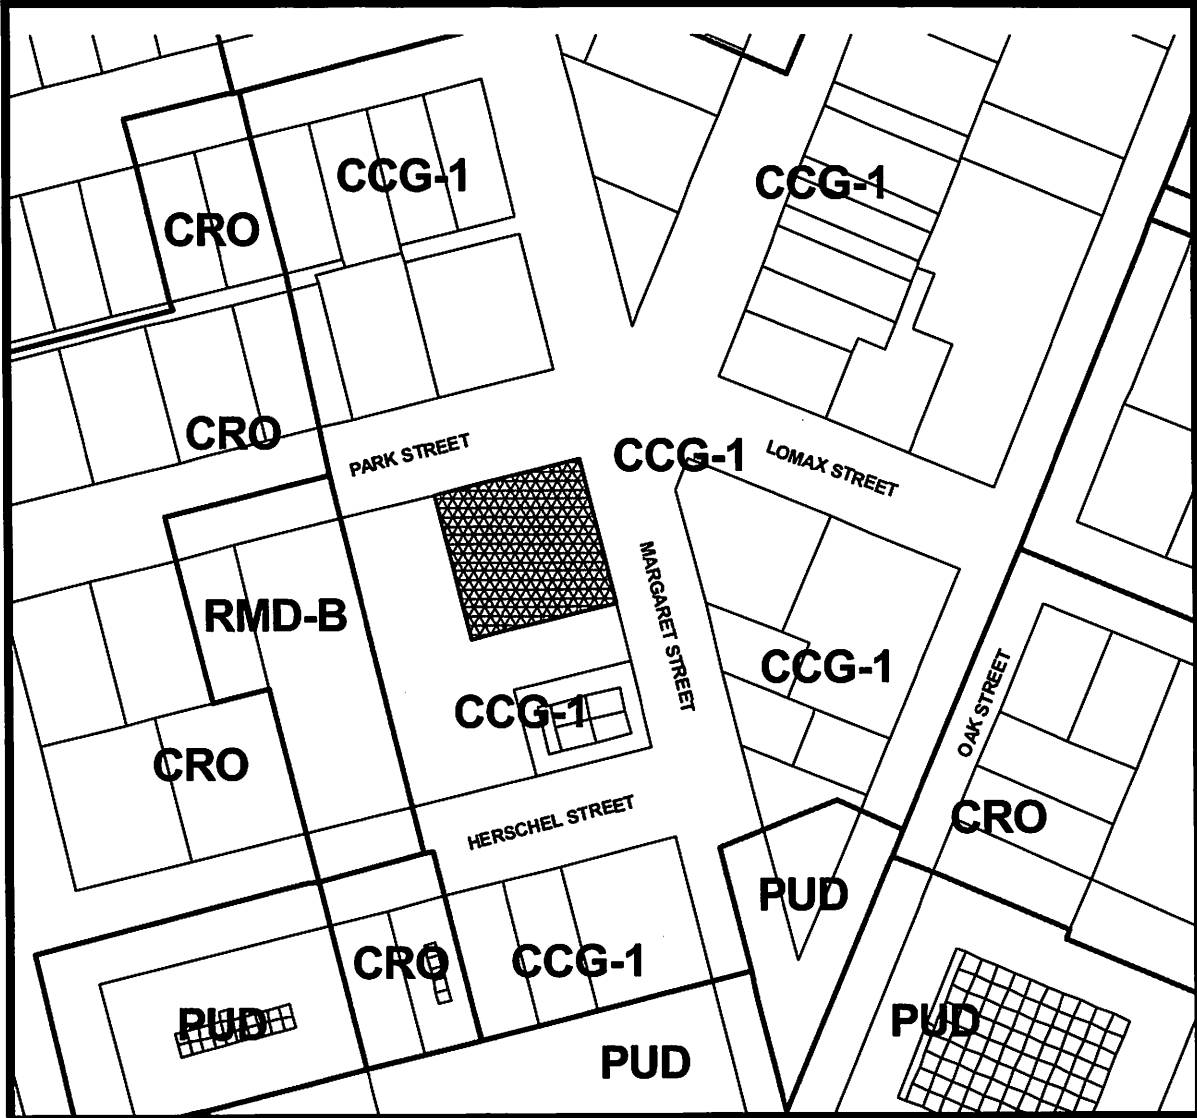 CCG-1
CCG-1
CRO
CRO
PARK STREET
CCG-1
LOMAX STREET
MARGARET STREET
RMD-B
CCG-1
OAK STREET
CCG-1
CRO
HERSCHEL STREET
CRO
PUD
CRO
CCG-1
PUD
PUD
PUD